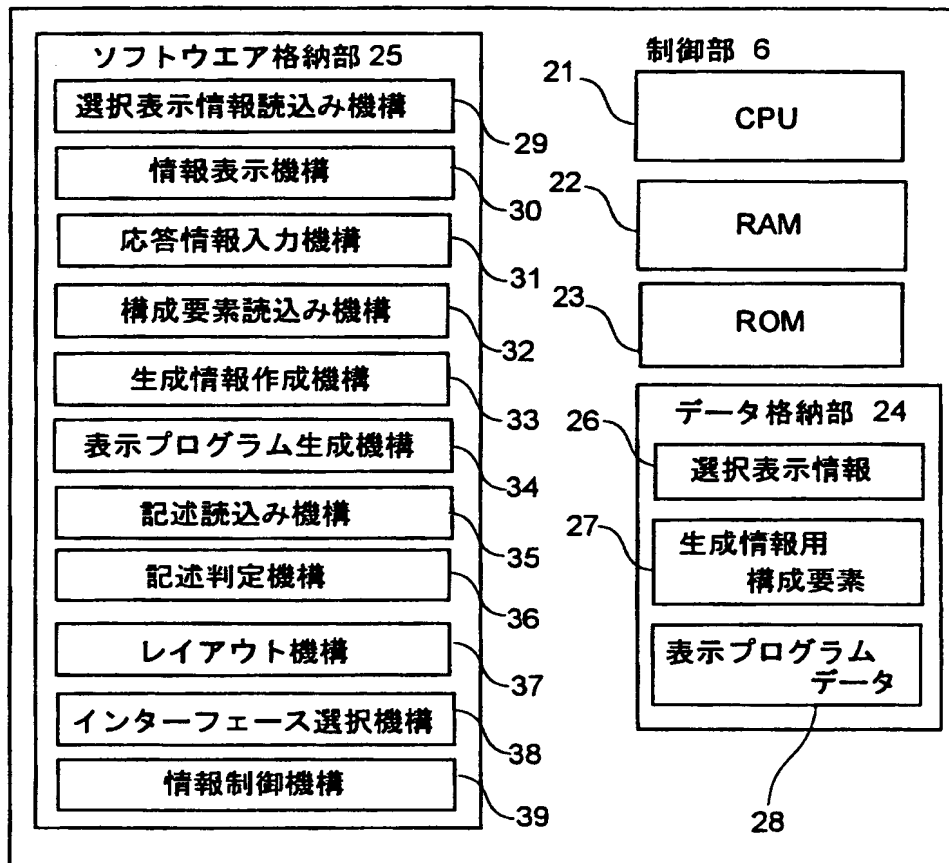 ソフトウエア格納部 25
選択表示情報読込み機構
29
情報表示機構
30
応答情報入力機構
31
構成要素読込み機構
32
生成情報作成機構
33
表示プログラム生成機構
34
記述読込み機構
35
記述判定機構
36
レイアウト機構
37
インターフェース選択機構
38
情報制御機構
39
制御部 6
21
CPU
22
RAM
23
ROM
データ格納部 24
26
選択表示情報
27
生成情報用
構成要素
表示プログラム
データ
28